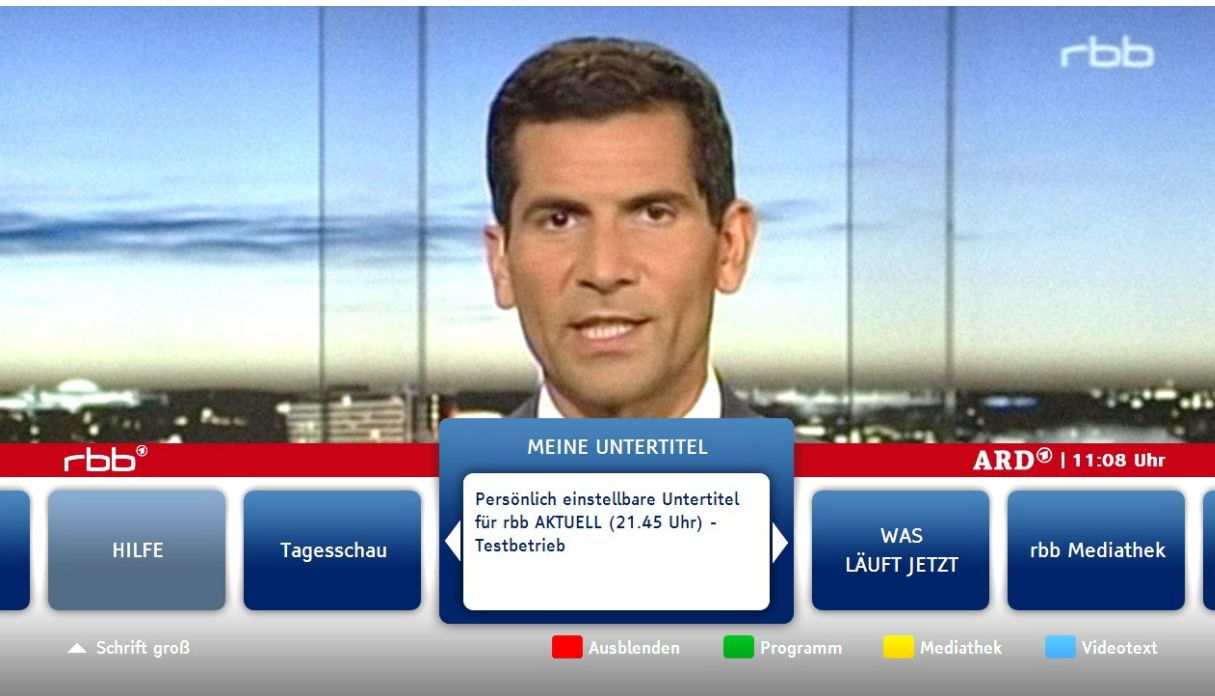 rbb
MEINE UNTERTITEL
rbb
ARD | 11:08 Uhr
Persönlich einstellbare Untertitel
für rbb AKTUELL (21.45 Uhr) -
Testbetrieb
HILFE
Tagesschau
WAS
LÄUFT JETZT
rbb Mediathek
Schrift groß
Ausblenden
Programm
Mediathek
Videotext